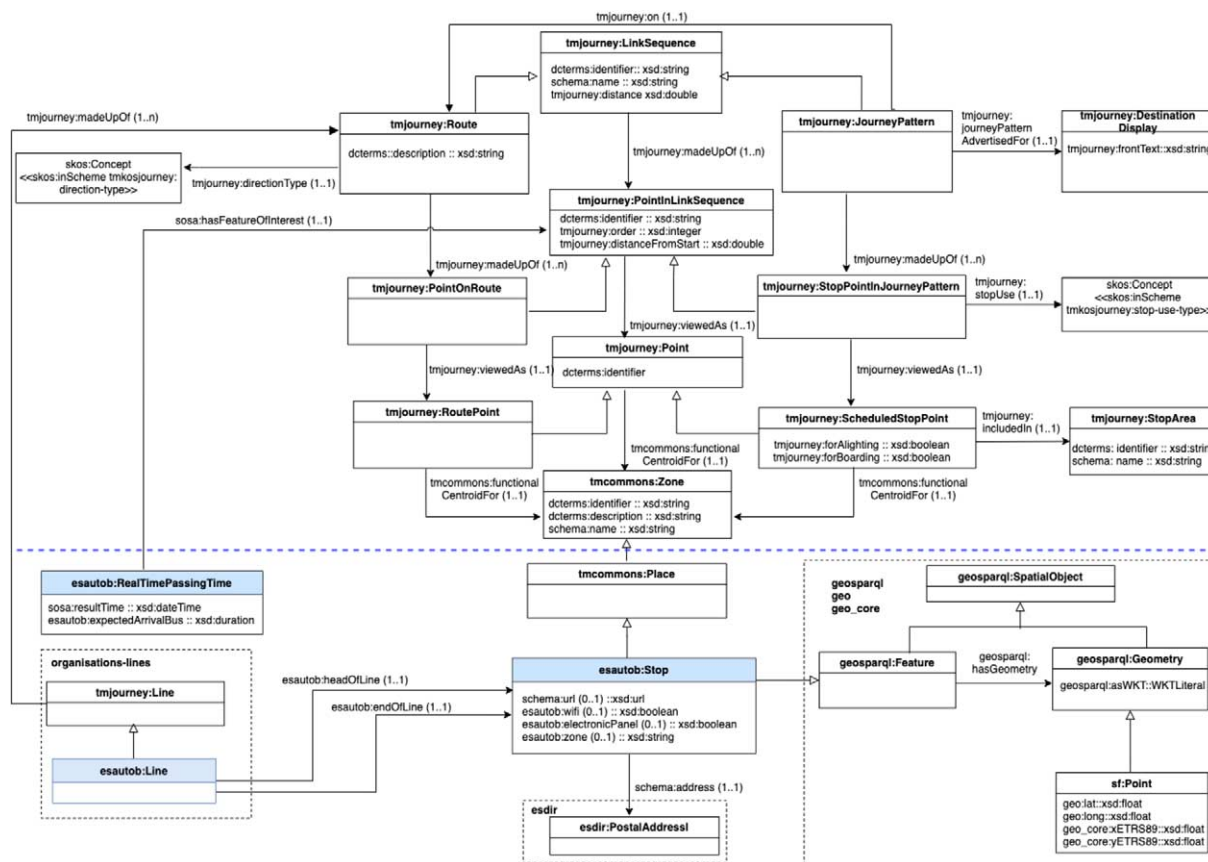 tmjourney:on (1..1)
tmjourney:LinkSequence
dcterms:identifier:: xsd:string
schema:name :: xsd:string
tmjourney:distance xsd:double
tmjourney:madeUpOf (1..n)
tmjourney:Route
dcterms::description :: xsd:string
tmjourney:JourneyPattern
tmjourney:
journeyPattern
AdvertisedFor (1..1)
tmjourney:Destination
Display
tmjourney:frontText::xsd:string
skos:Concept
<<skos:inScheme tmkosjourney:
direction-type>>
tmjourney:directionType (1..1)
tmjourney:madeUpOf (1..n)
tmjourney:PointInLinkSequence
dcterms:identifier :: xsd:string
tmjourney:order :: xsd:integer
tmjourney:distanceFromStart :: xsd:double
sosa:hasFeatureOfInterest (1..1)
tmjourney:madeUpOf (1..n)
tmjourney:madeUpOf (1..n)
tmjourney:PointOnRoute
tmjourney:StopPointInJourneyPattern
tmjourney:
stopUse (1..1)
skos:Concept
<<skos:inScheme
tmkosjourney:stop-use-type>>
tmjourney:viewedAs (1..1)
tmjourney:Point
dcterms:identifier
tmjourney:viewedAs (1..1)
tmjourney:viewedAs (1..1)
tmjourney:RoutePoint
tmjourney:ScheduledStopPoint
tmjourney:forAlighting :: xsd:boolean
tmjourney:forBoarding :: xsd:boolean
tmjourney:
includedIn (1..1)
tmjourney:StopArea
dcterms: identifier :: xsd:string
schema: name :: xsd:string
tmcommons:functional
CentroidFor (1..1)
tmcommons:functional
CentroidFor (1..1)
tmcommons:functional
CentroidFor (1..1)
tmcommons:Zone
dcterms:identifier :: xsd:string
dcterms:description :: xsd:string
schema:name :: xsd:string
esautob:RealTimePassingTime
sosa:resultTime :: xsd:dateTime
esautob:expectedArrivalBus :: xsd:duration
tmcommons:Place
geosparql
geo
geo_core
geosparql:SpatialObject
organisations-lines
tmjourney:Line
esautob:Line
esautob:headOfLine (1..1)
esautob:endOfLine (1..1)
esautob:Stop
schema:url (0..1) ::xsd:url
esautob:wifi (0..1) :: xsd:boolean
esautob:electronicPanel (0..1) :: xsd:boolean
esautob:zone (0..1) :: xsd:string
geosparql:Feature
geosparql:
hasGeometry
geosparql:Geometry
geosparql:asWKT::WKTLiteral
schema:address (1..1)
esdir
esdir:PostalAddressl
sf:Point
geo:lat::xsd:float
geo:long::xsd:float
geo_core:xETRS89::xsd:float
geo_core:yETRS89::xsd:float